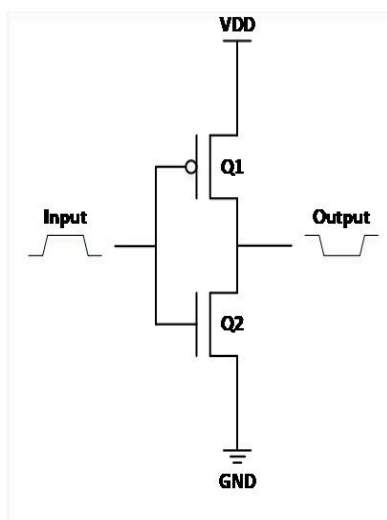 VDD
Q1
Input
Output
Q2
GND